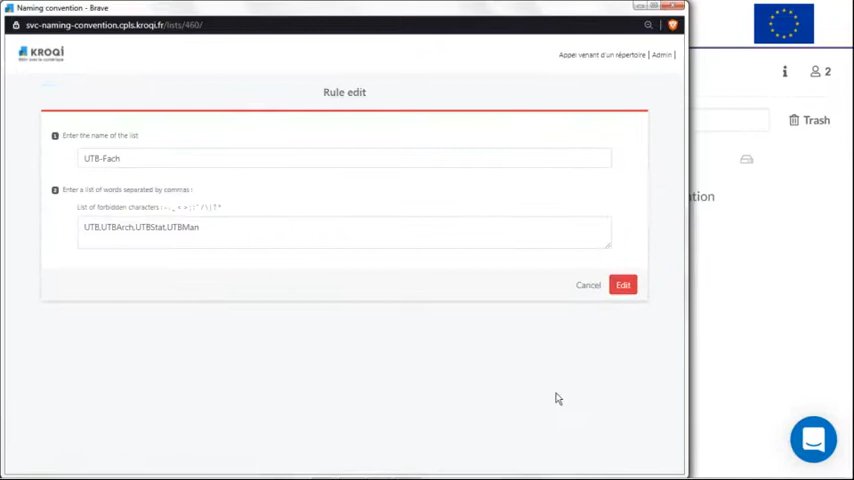 Naming convention - Brave
svc-naming-convention.cpls.kroqi.fr/lists/460/
KROQI
Appel venant d'un répertoire | Admin |
2
Rule edit
Trash
1 Enter the name of the list
UTB-Fach
2 Enter a list of words separated by commas :
List of forbidden characters :
UTB,UTBArch,UTBStat,UTBMan
Cancel
Edit